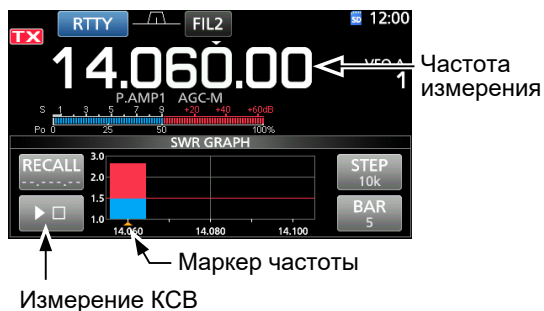 RTTY FIL2 SD 12:00
TX
14.060.00 VFO A
1
P.AMP1 AGC-M
S 1 3 5 7 9 +20 +40 +60dB
Po 0 25 50 100%
SWR GRAPH
RECALL
--.---.--
3.0
2.0
1.5
1.0
14.060 14.080 14.100
STEP
10k
BAR
5
Частота
измерения
Маркер частоты
Измерение КСВ